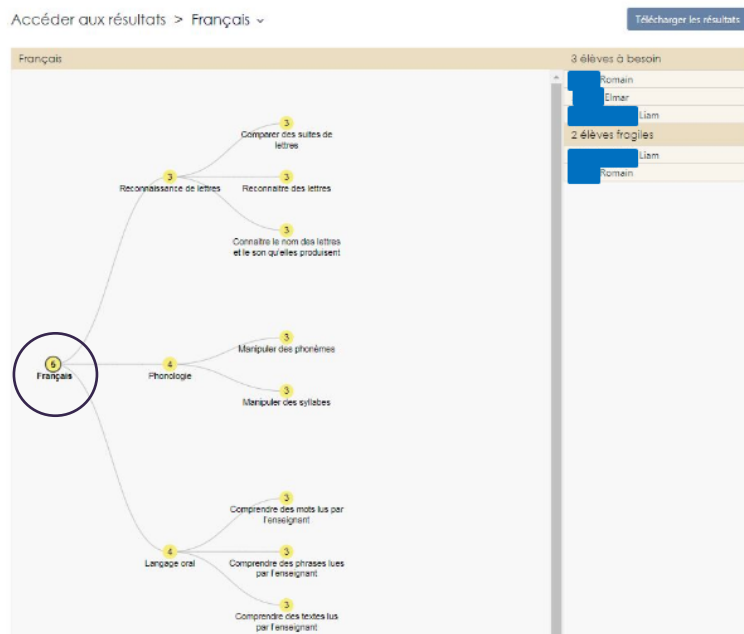 Accéder aux résultats > Français
Télécharger les résultats
Français
3 élèves à besoin
Romain
Elmar
Liam
2 élèves fragiles
Liam
Romain
3
Comparer des suites de
lettres
3
Reconnaissance de lettres
3
Reconnaitre des lettres
3
Connaitre le nom des lettres
et le son qu'elles produisent
3
Manipuler des phonèmes
5
Français
4
Phonologie
3
Manipuler des syllabes
3
Comprendre des mots lus par
l'enseignant
4
Langage oral
3
Comprendre des phrases lues
par l'enseignant
3
Comprendre des textes lus
par l'enseignant